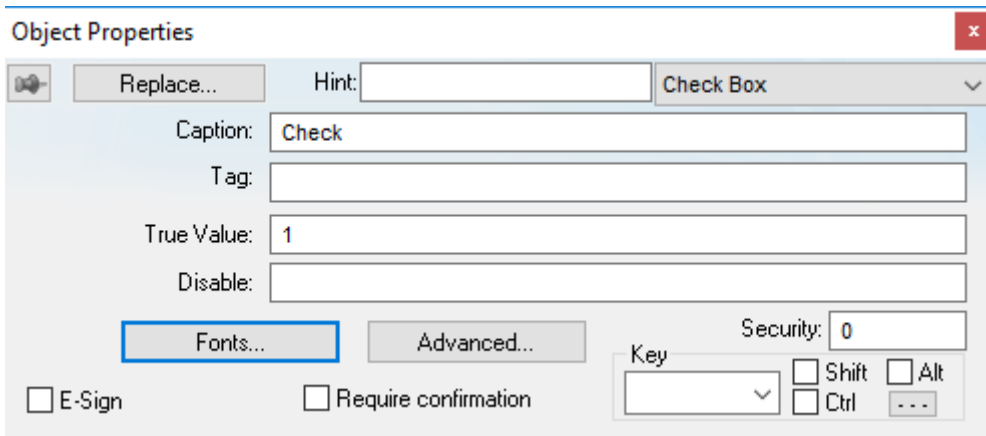 Object Properties
x
Replace... Hint: Check Box
Caption: Check
Tag:
True Value: 1
Disable:
Fonts... Advanced... Security: 0
Key
Shift Alt
Ctrl ...
E-Sign Require confirmation